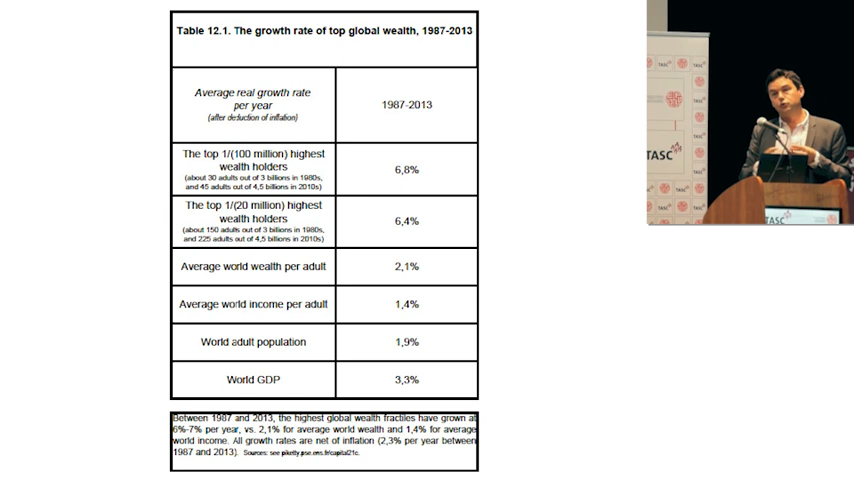 Table 12.1. The growth rate of top global wealth, 1987-2013
Average real growth rate
per year
(after deduction of inflation)
1987-2013
The top 1/(100 million) highest
wealth holders
(about 30 adults out of 3 billions in 1980s,
and 45 adults out of 4,5 billions in 2010s)
6,8%
The top 1/(20 million) highest
wealth holders
(about 150 adults out of 3 billions in 1980s,
and 225 adults out of 4,5 billions in 2010s)
6,4%
Average world wealth per adult
2,1%
Average world income per adult
1,4%
World adult population
1,9%
World GDP
3,3%
Between 1987 and 2013, the highest global wealth fractiles have grown at
6%-7% per year, vs. 2,1% for average world wealth and 1,4% for average
world income. All growth rates are net of inflation (2,3% per year between
1987 and 2013). Sources: see piketty.pse.ens.fr/capital21c.
TASC
TASC
TASC